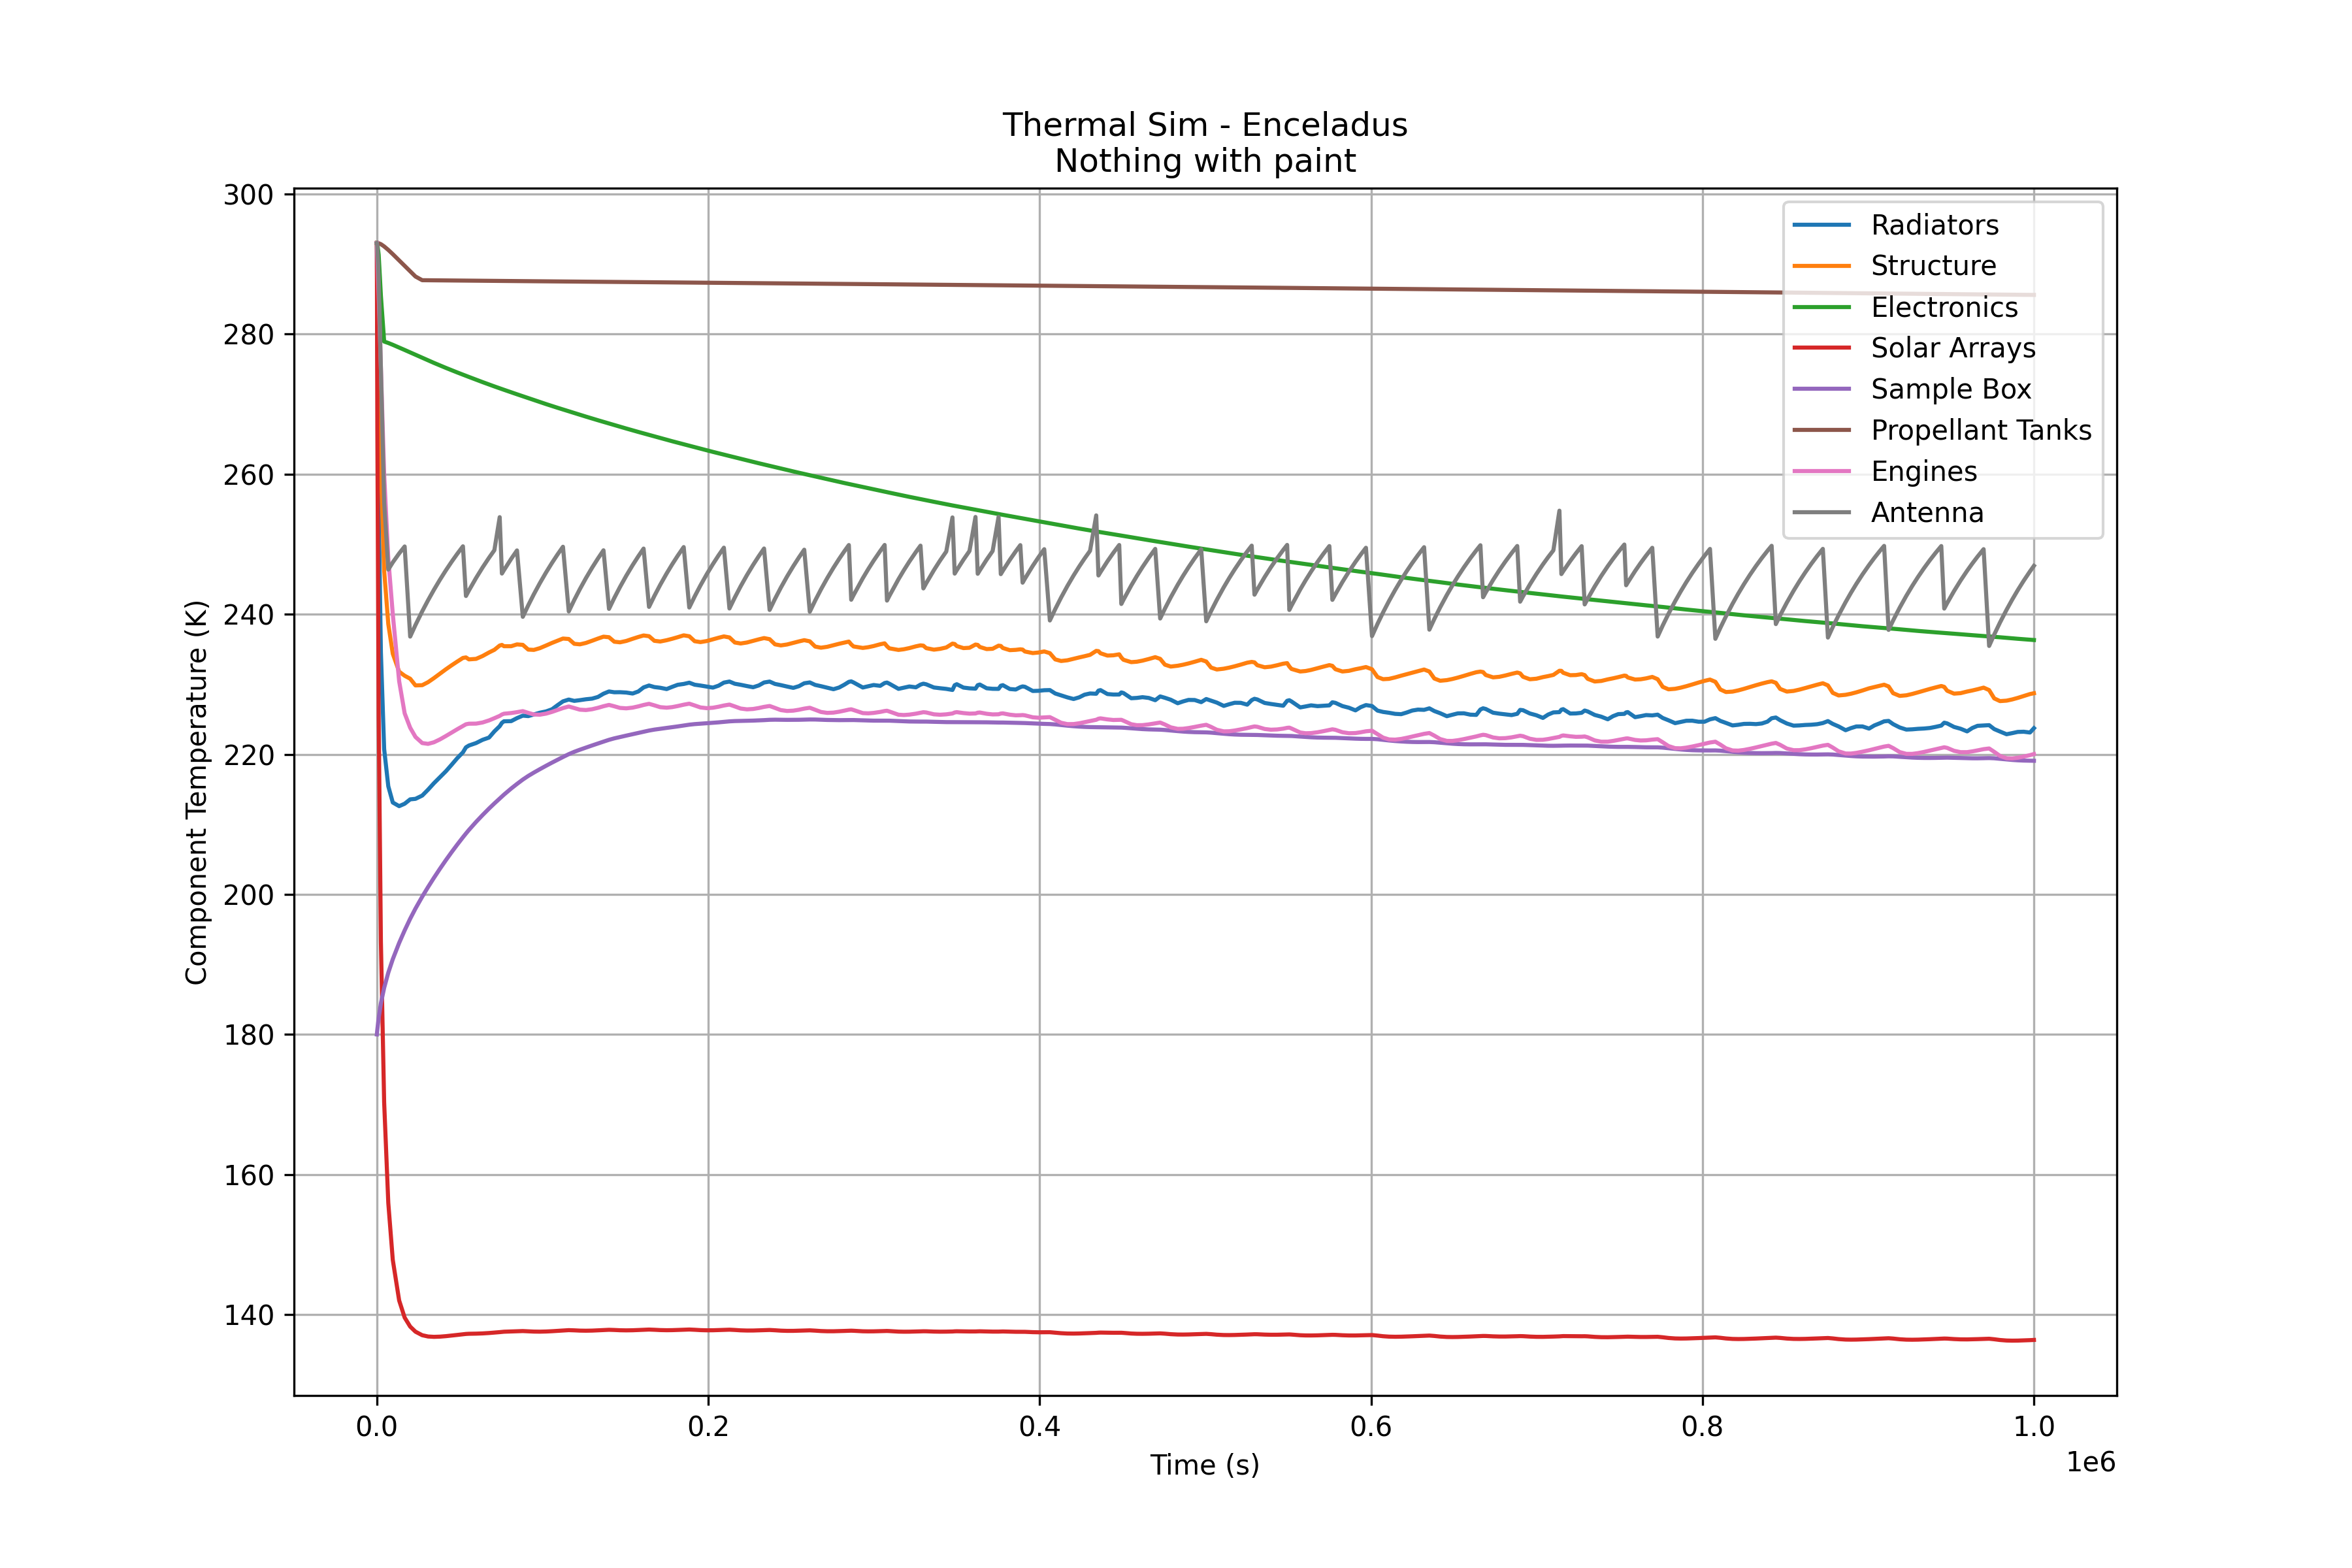 Thermal Sim - Enceladus
Nothing with paint
300
280
260
240
220
200
180
160
140
Component Temperature (K)
Radiators
Structure
Electronics
Solar Arrays
Sample Box
Propellant Tanks
Engines
Antenna
0.0
0.2
0.4
0.6
0.8
1.0
Time (s)
1e6